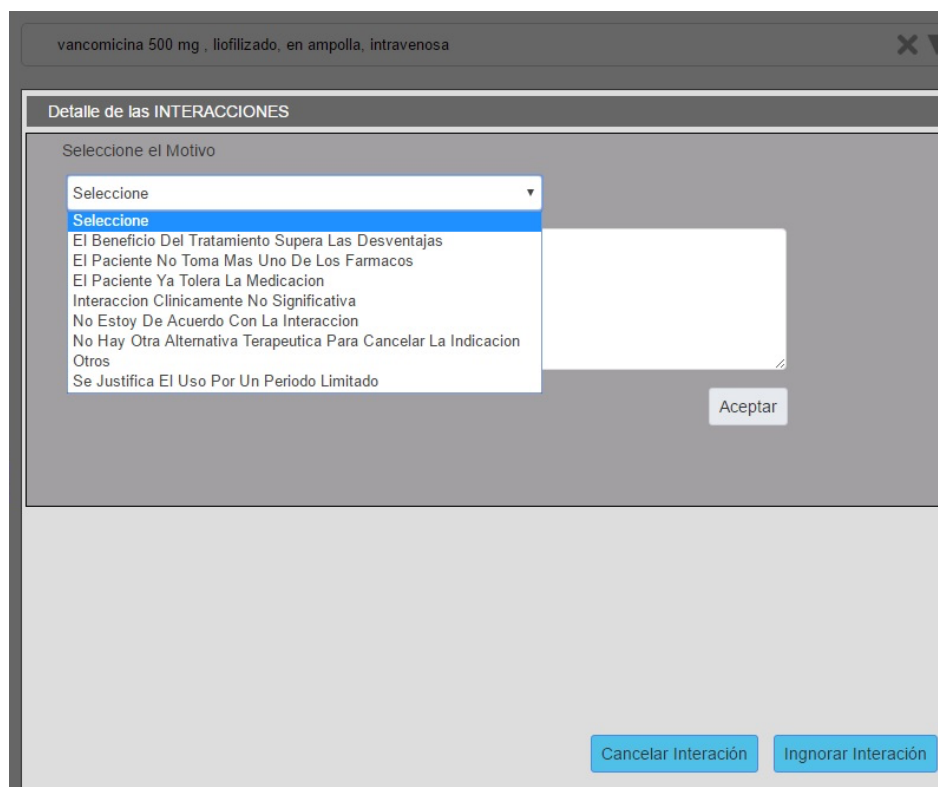 vancomicina 500 mg , liofilizado, en ampolla, intravenosa
Detalle de las INTERACCIONES
Seleccione el Motivo
Seleccione
Seleccione
El Beneficio Del Tratamiento Supera Las Desventajas
El Paciente No Toma Mas Uno De Los Farmacos
El Paciente Ya Tolera La Medicacion
Interaccion Clinicamente No Significativa
No Estoy De Acuerdo Con La Interaccion
No Hay Otra Alternativa Terapeutica Para Cancelar La Indicacion
Otros
Se Justifica El Uso Por Un Periodo Limitado
Aceptar
Cancelar Interación Ingnorar Interación